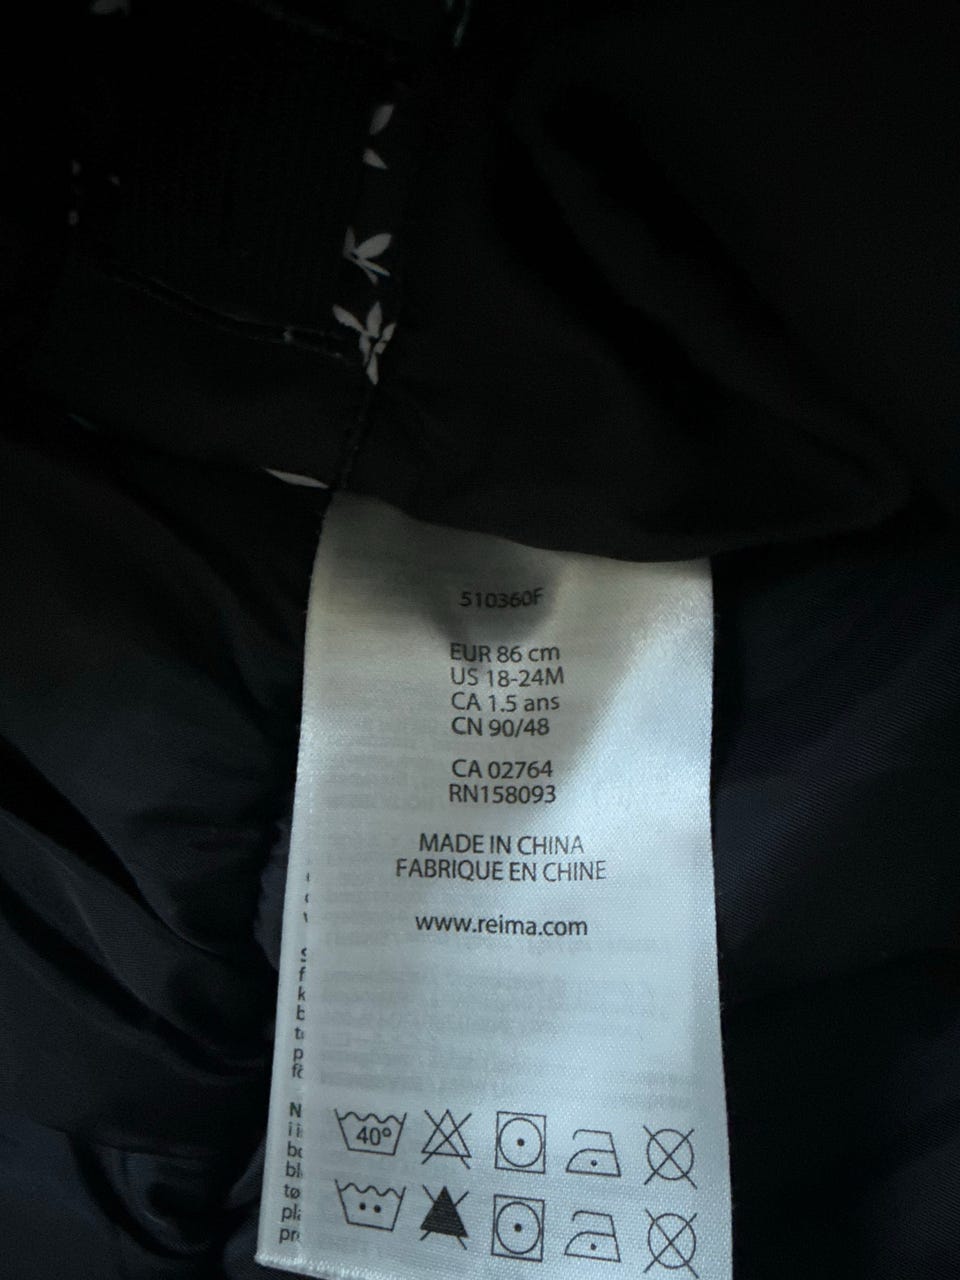 510360F
EUR 86 cm
US 18-24M
CA 1.5 ans
CN 90/48
CA 02764
RN158093
MADE IN CHINA
FABRIQUE EN CHINE
www.reima.com
40°